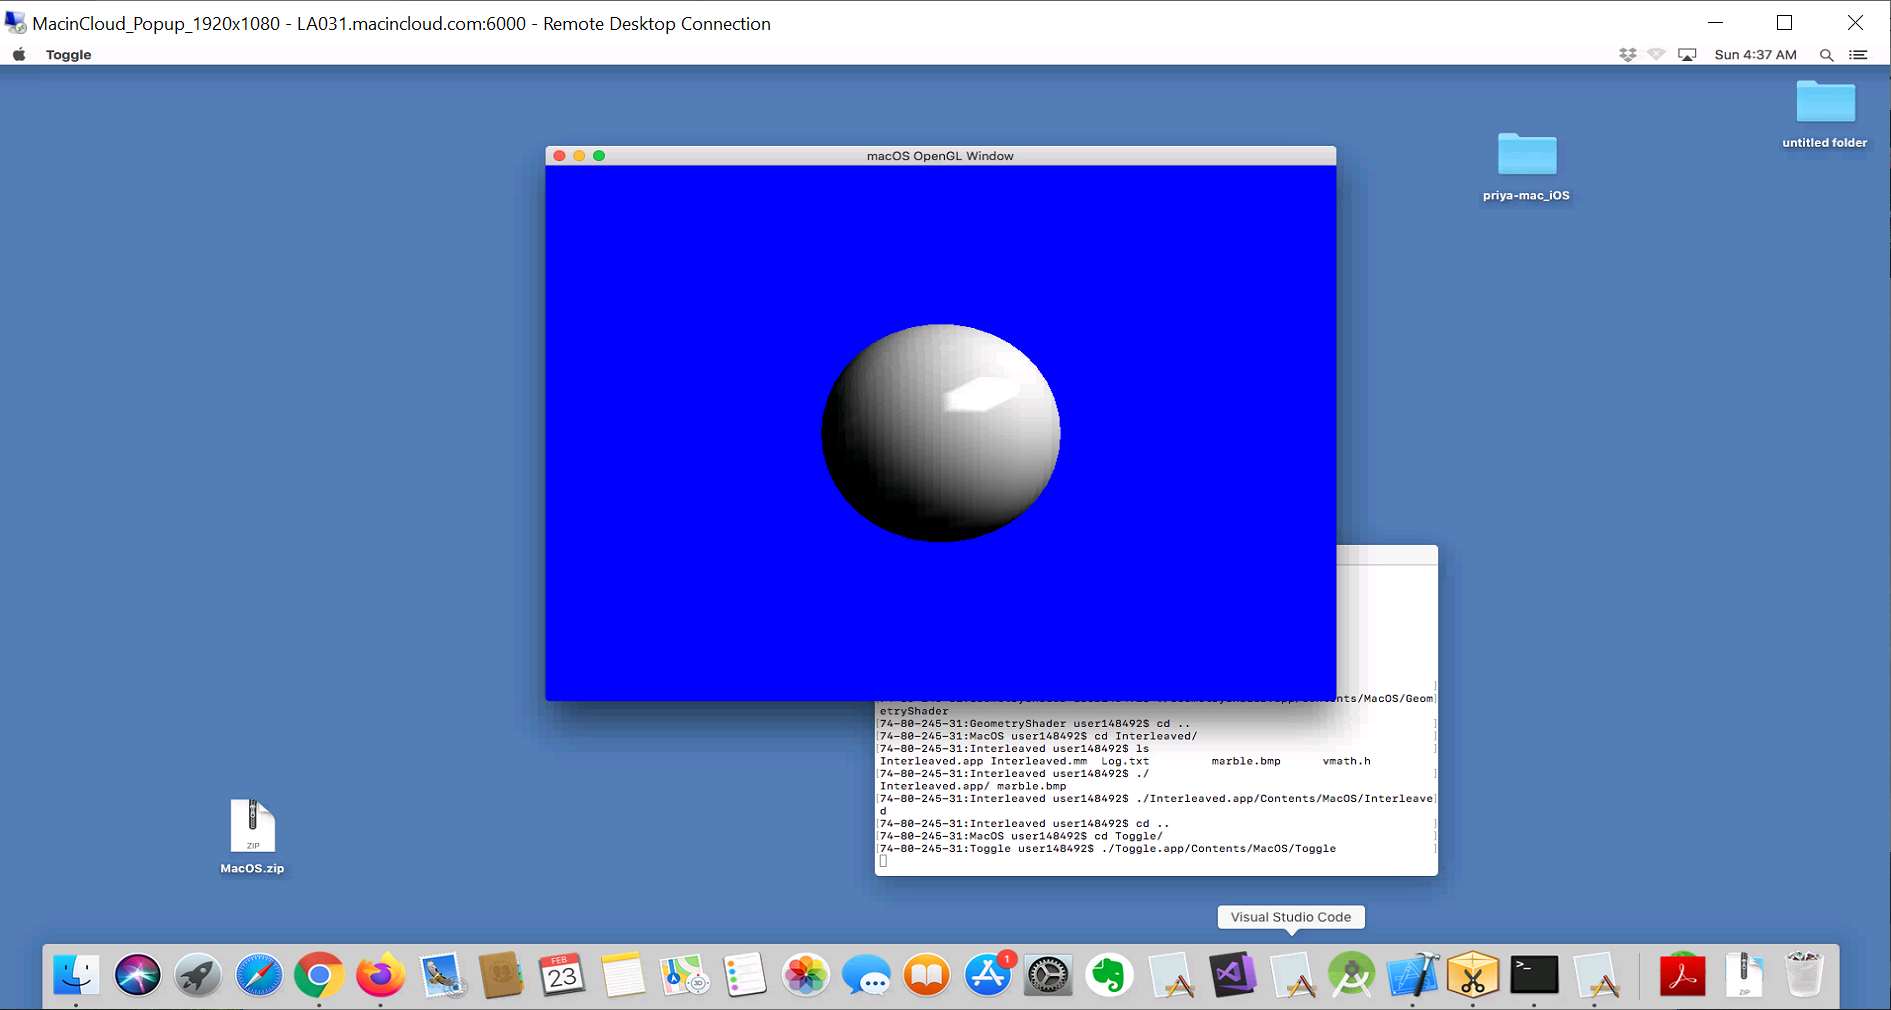 MacinCloud_Popup_1920x1080 - LA031.macincloud.com:6000 - Remote Desktop Connection
Toggle
Sun 4:37 AM
untitled folder
priya-mac_iOS
macOS OpenGL Window
nts/MacOS/Geom]
etryShader
[74-80-245-31:GeometryShader user148492$ cd ..
[74-80-245-31:MacOS user148492$ cd Interleaved/
[74-80-245-31:Interleaved user148492$ ls
Interleaved.app Interleaved.mm Log.txt marble.bmp vmath.h
[74-80-245-31:Interleaved user148492$ ./
Interleaved.app/ marble.bmp
[74-80-245-31:Interleaved user148492$ ./Interleaved.app/Contents/MacOS/Interleave]
d
[74-80-245-31:Interleaved user148492$ cd ..
[74-80-245-31:MacOS user148492$ cd Toggle/
[74-80-245-31:Toggle user148492$ ./Toggle.app/Contents/MacOS/Toggle
ZIP
MacOS.zip
Visual Studio Code
FEB
23
3D
1
>_
ZIP